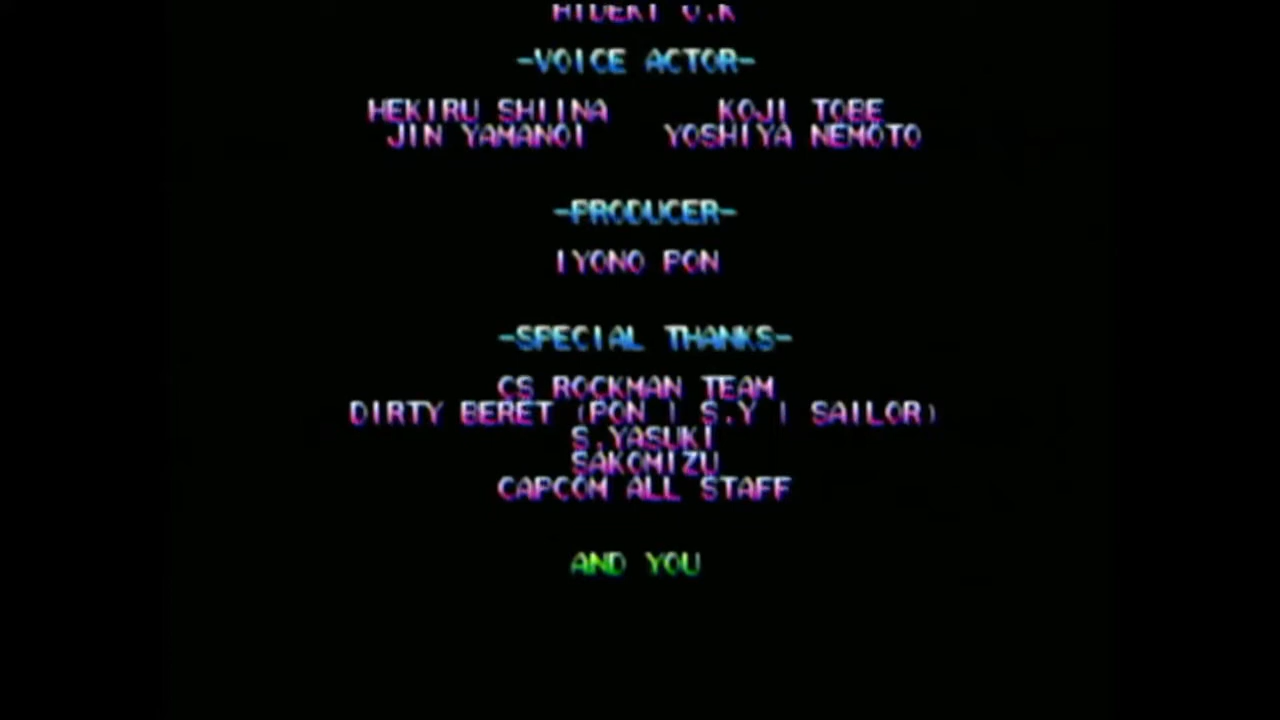 HIDEKI O.K
-VOICE ACTOR-
HEKIRU SHIINA KOJI TOBE
JIN YAMANOI YOSHIYA NEMOTO
-PRODUCER-
IYONO PON
-SPECIAL THANKS-
CS ROCKMAN TEAM
DIRTY BERET (PON | S.Y | SAILOR)
S.YASUKI
SAKOMIZU
CAPCOM ALL STAFF
AND YOU